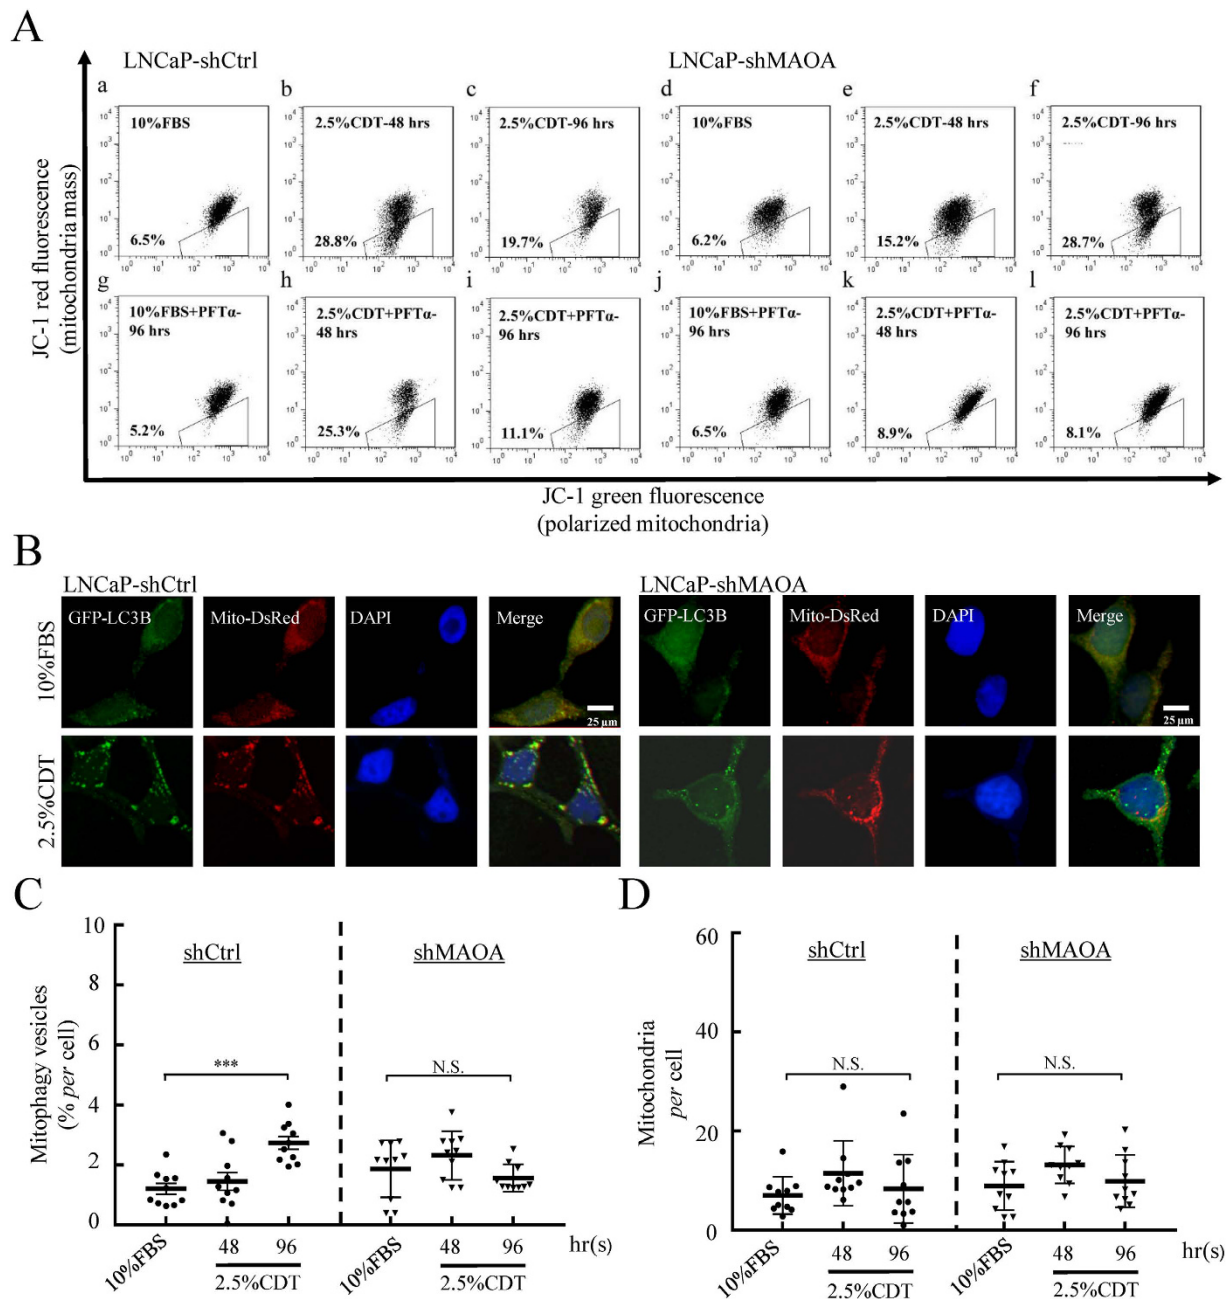 A
LNCaP-shCtrl
LNCaP-shMAOA
a
b
c
d
e
f
10%FBS
2.5%CDT-48 hrs
2.5%CDT-96 hrs
10%FBS
2.5%CDT-48 hrs
2.5%CDT-96 hrs
6.5%
28.8%
19.7%
6.2%
15.2%
28.7%
g
h
i
j
k
l
10%FBS+PFTα-
96 hrs
2.5%CDT+PFTα-
48 hrs
2.5%CDT+PFTα-
96 hrs
10%FBS+PFTα-
96 hrs
2.5%CDT+PFTα-
48 hrs
2.5%CDT+PFTα-
96 hrs
5.2%
25.3%
11.1%
6.5%
8.9%
8.1%
JC-1 red fluorescence
(mitochondria mass)
JC-1 green fluorescence
(polarized mitochondria)
B
LNCaP-shCtrl
LNCaP-shMAOA
10%FBS
GFP-LC3B
Mito-DsRed
DAPI
Merge
GFP-LC3B
Mito-DsRed
DAPI
Merge
25 µm
25 µm
2.5%CDT
C
Mitophagy vesicles
(% per cell)
10
8
6
4
2
0
shCtrl
shMAOA
***
N.S.
10%FBS
48
96
10%FBS
48
96
hr(s)
2.5%CDT
2.5%CDT
D
Mitochondria
per cell
60
40
20
0
shCtrl
shMAOA
N.S.
N.S.
10%FBS
48
96
10%FBS
48
96
hr(s)
2.5%CDT
2.5%CDT